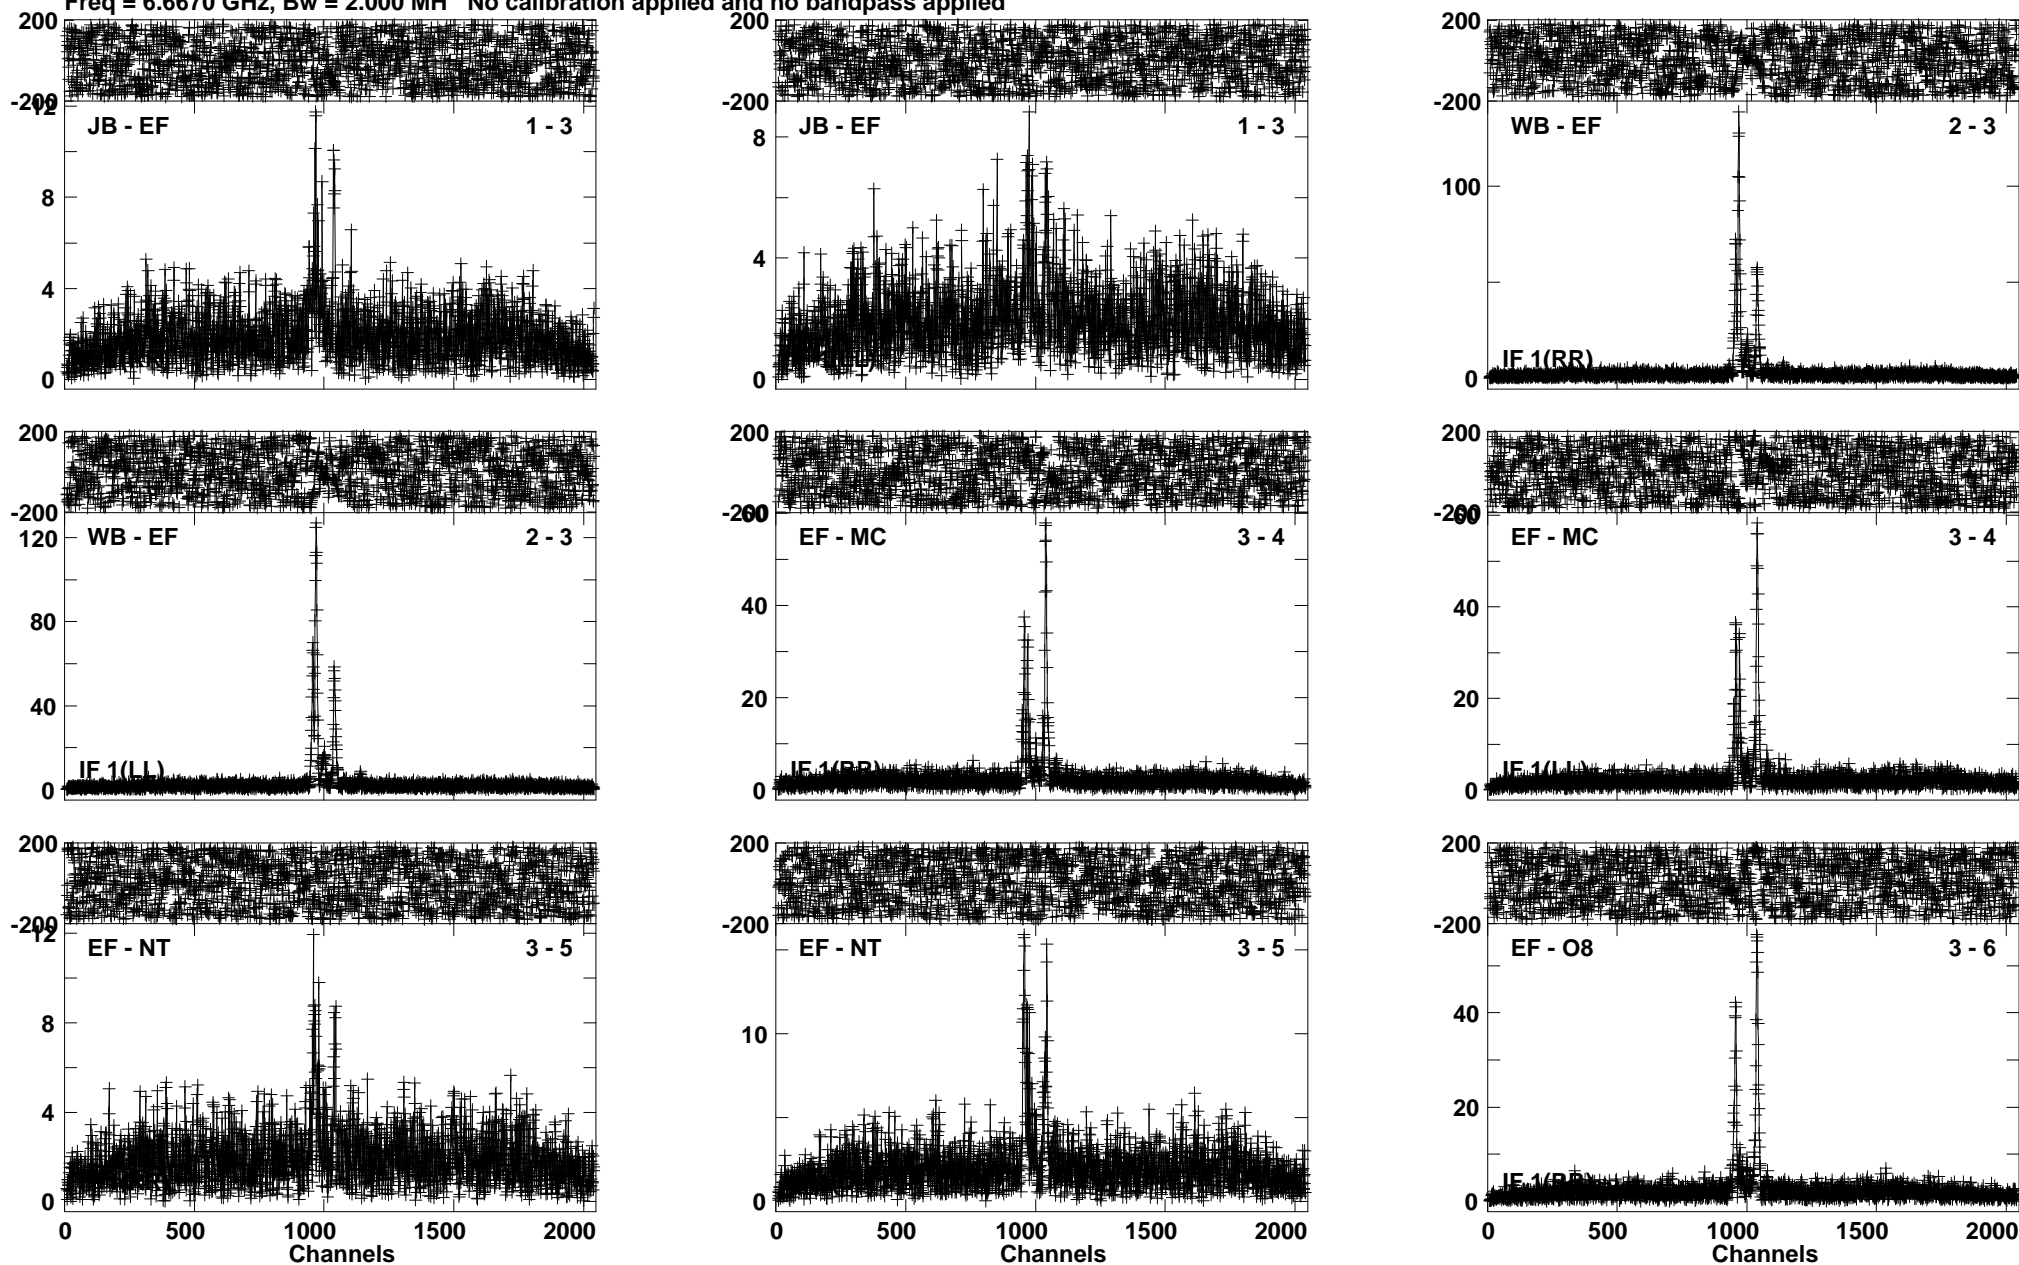 Freq = 6.6670 GHz, Bw = 2.000 MH No calibration applied and no bandpass applied
200
-200
12
8
4
0
JB - EF
1 - 3
200
-200
8
4
0
JB - EF
1 - 3
200
-200
100
0
WB - EF
2 - 3
IF 1(RR)
200
-200
120
80
40
0
WB - EF
2 - 3
IF 1(LL)
200
-200
60
40
20
0
EF - MC
3 - 4
IF 1(RR)
200
-200
60
40
20
0
EF - MC
3 - 4
IF 1(LL)
200
-200
12
8
4
0
EF - NT
3 - 5
0 500 1000 1500 2000
Channels
200
-200
10
0
EF - NT
3 - 5
0 500 1000 1500 2000
Channels
200
-200
40
20
0
EF - O8
3 - 6
IF 1(RR)
0 500 1000 1500 2000
Channels